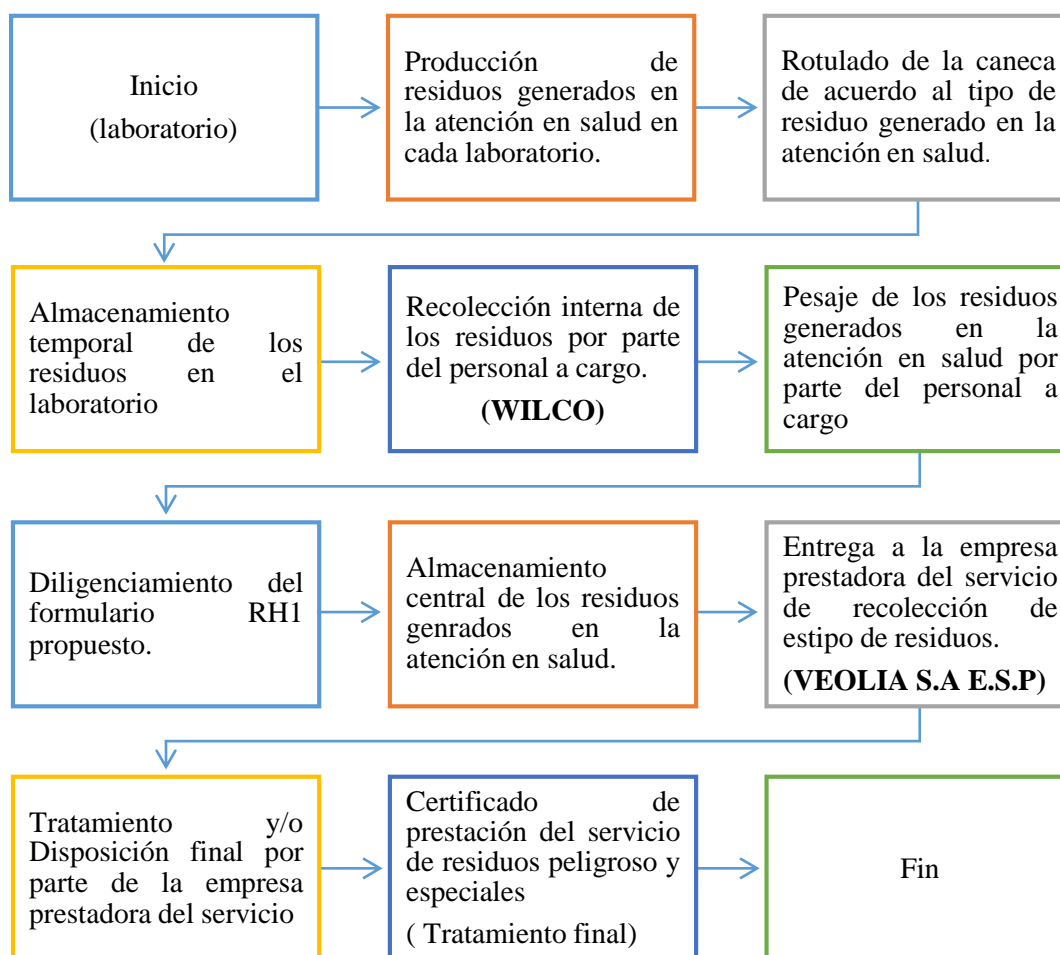 Inicio
(laboratorio)
Producción de
residuos generados en
la atención en salud en
cada laboratorio.
Rotulado de la caneca
de acuerdo al tipo de
residuo generado en la
atención en salud.
Almacenamiento
temporal de los
residuos en el
laboratorio
Recolección interna de
los residuos por parte
del personal a cargo.
(WILCO)
Pesaje de los residuos
generados en la
atención en salud por
parte del personal a
cargo
Diligenciamiento del
formulario RH1
propuesto.
Almacenamiento
central de los residuos
genrados en la
atención en salud.
Entrega a la empresa
prestadora del servicio
de recolección de
estipo de residuos.
(VEOLIA S.A E.S.P)
Tratamiento y/o
Disposición final por
parte de la empresa
prestadora del servicio
Certificado de
prestación del servicio
de residuos peligroso y
especiales
( Tratamiento final)
Fin